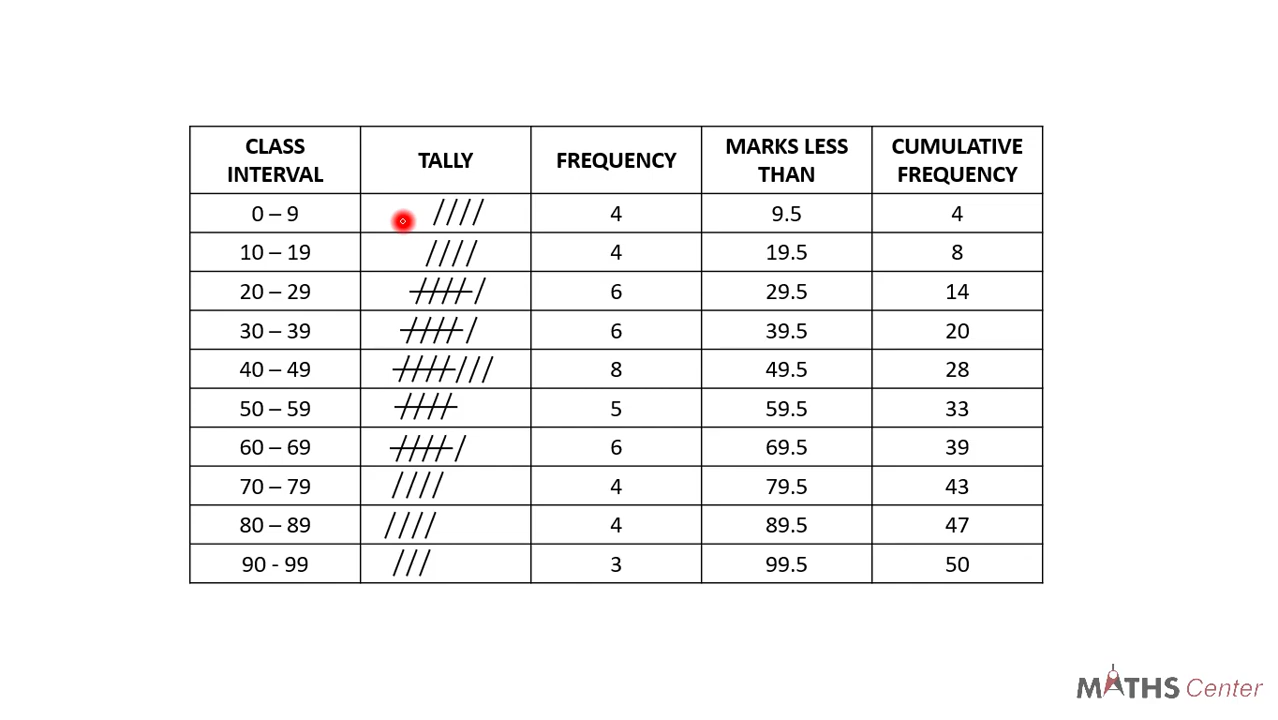 CLASS INTERVAL TALLY FREQUENCY MARKS LESS THAN CUMULATIVE FREQUENCY
0 – 9 //// 4 9.5 4
10 – 19 //// 4 19.5 8
20 – 29 ////​/ 6 29.5 14
30 – 39 ////​/ 6 39.5 20
40 – 49 ////​/// 8 49.5 28
50 – 59 //// 5 59.5 33
60 – 69 ////​/ 6 69.5 39
70 – 79 //// 4 79.5 43
80 – 89 //// 4 89.5 47
90 - 99 /// 3 99.5 50
MATHS Center